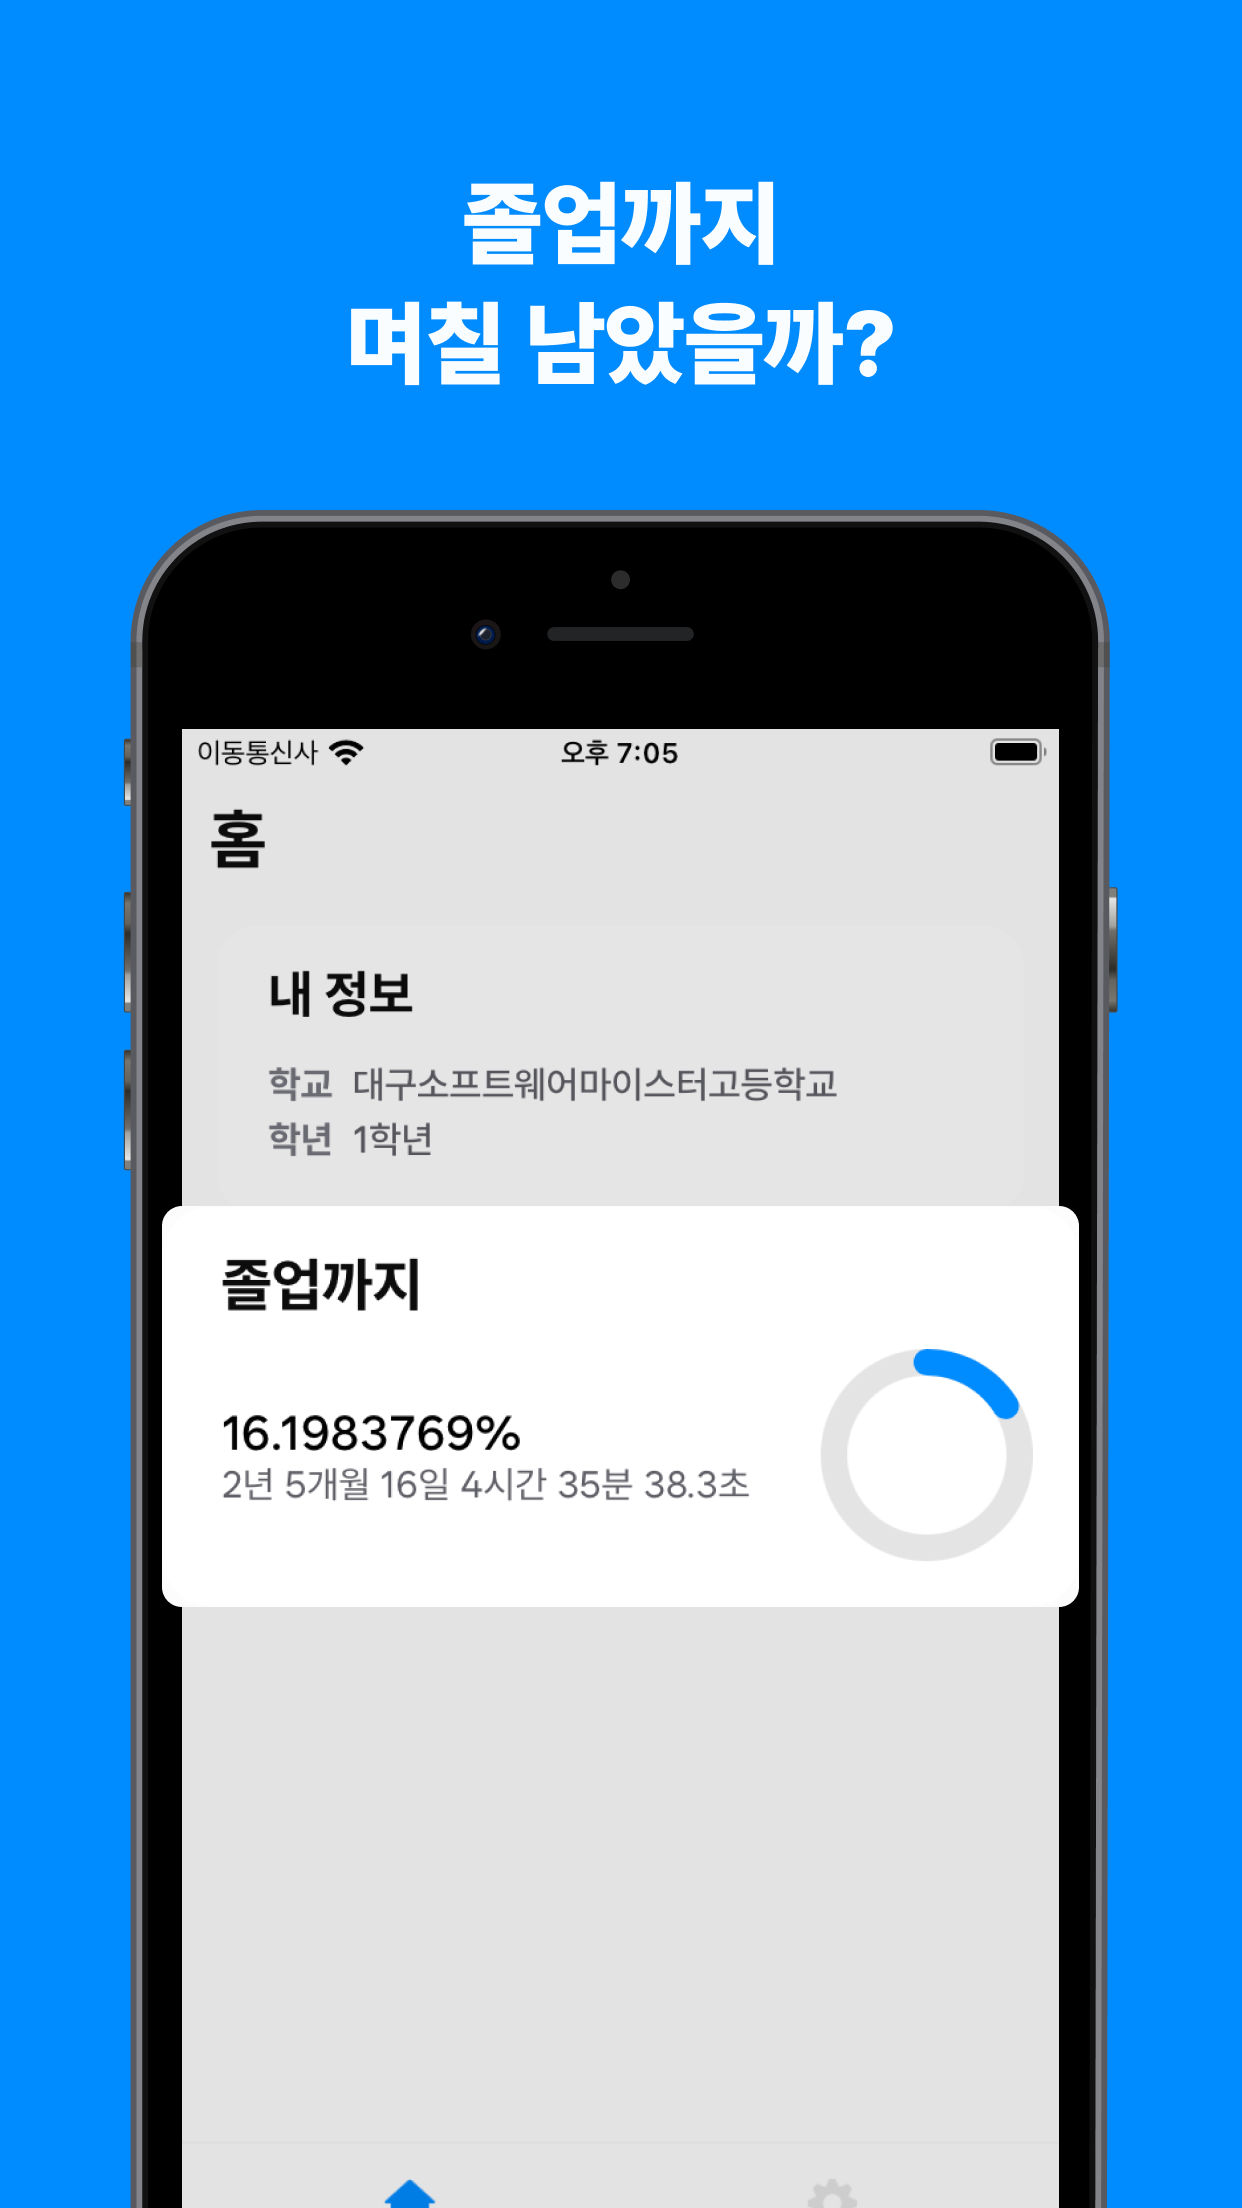 졸업까지
며칠 남았을까?
이동통신사
오후 7:05
홈
내 정보
학교 대구소프트웨어마이스터고등학교
학년 1학년
졸업까지
16.1983769%
2년 5개월 16일 4시간 35분 38.3초